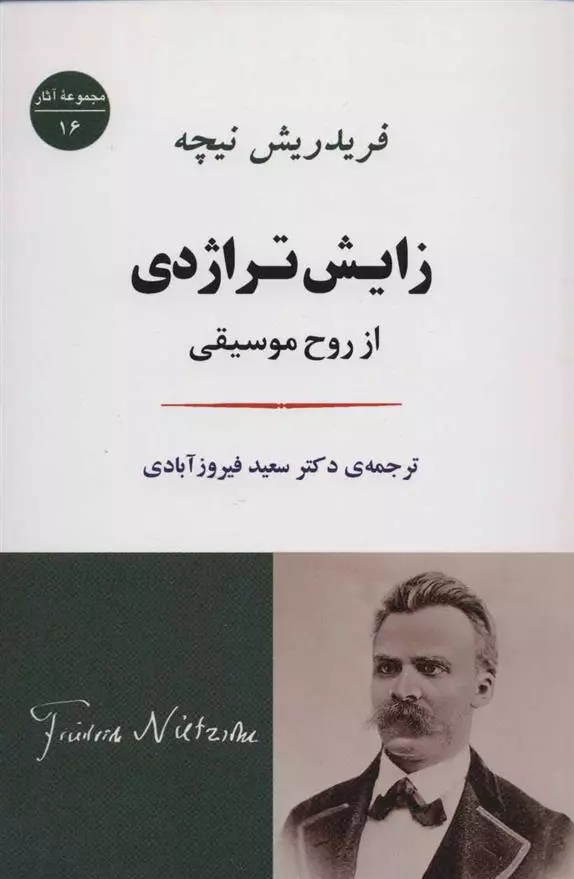 مجموعهٔ آثار
۱۶
فریدریش نیچه
زایش تراژدی
از روح موسیقی
ترجمه‌ی دکتر سعید فیروزآبادی
Friedrich Nietzsche